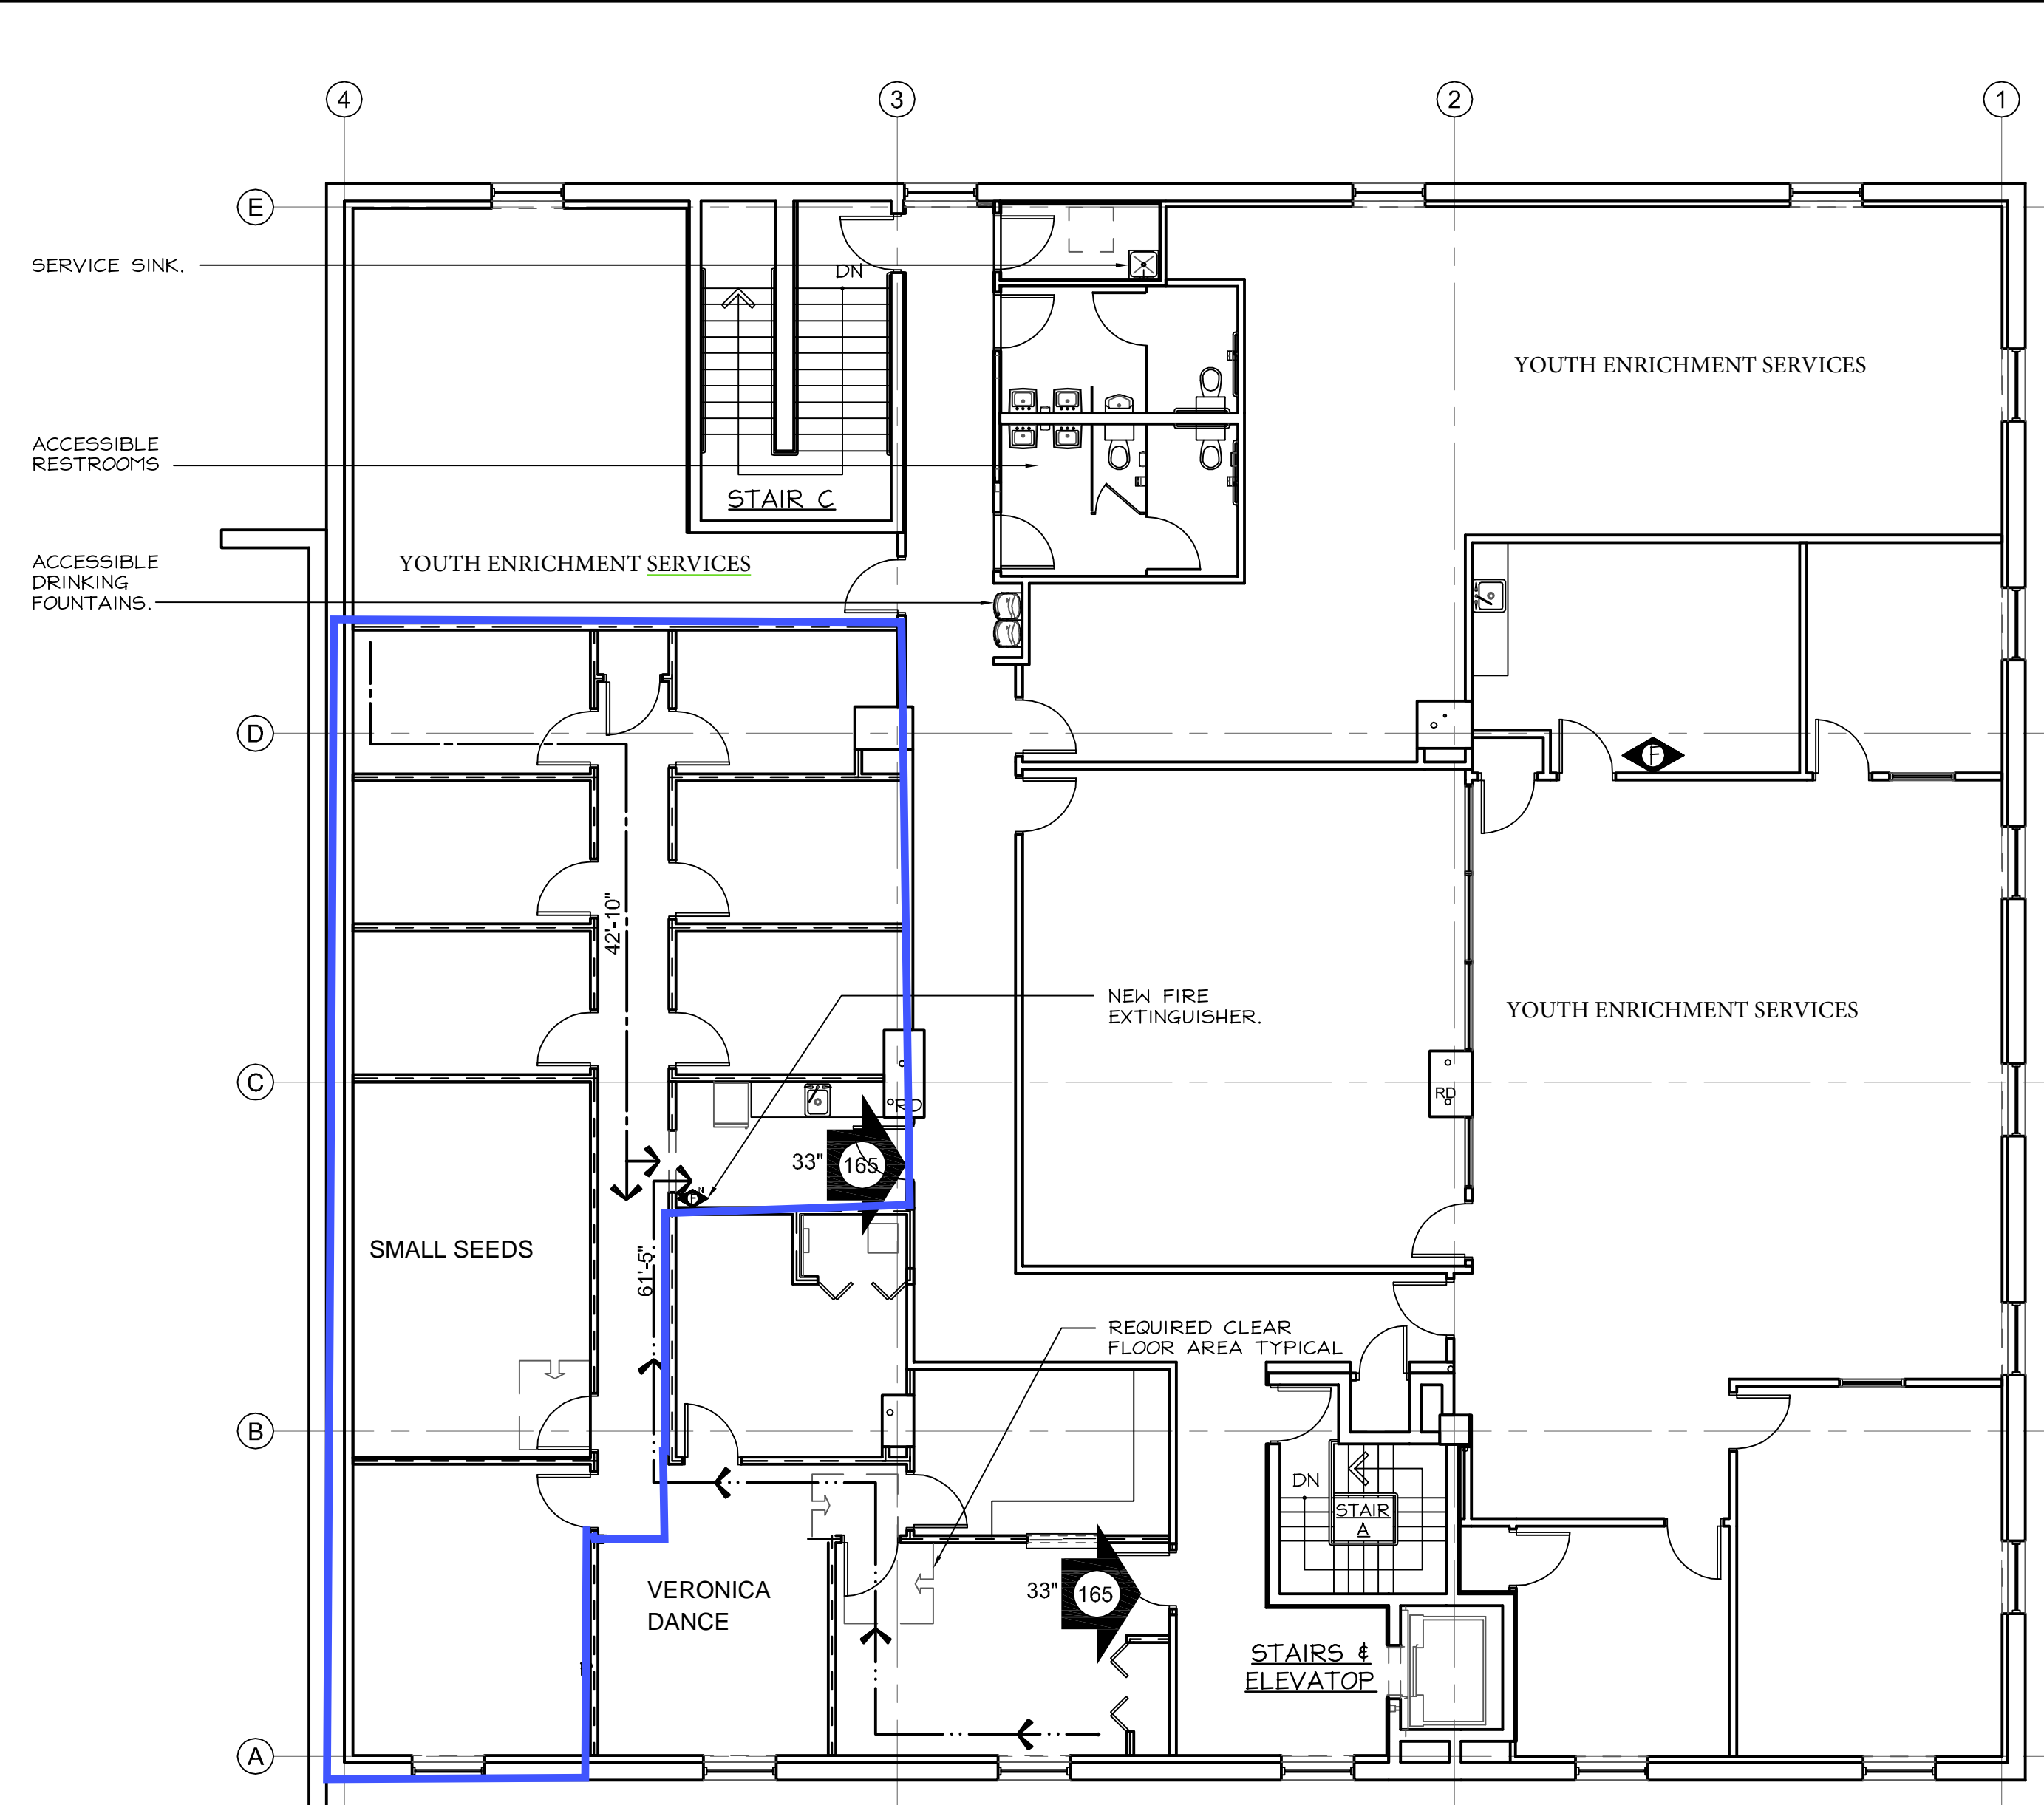 4
3
2
1
E
SERVICE SINK.
DN
YOUTH ENRICHMENT SERVICES
ACCESSIBLE
RESTROOMS
STAIR C
ACCESSIBLE
DRINKING
FOUNTAINS.
YOUTH ENRICHMENT SERVICES
D
F
42'-10"
NEW FIRE
EXTINGUISHER.
YOUTH ENRICHMENT SERVICES
C
RD
RD
33"
165
F
N
SMALL SEEDS
61'-5"
REQUIRED CLEAR
FLOOR AREA TYPICAL
B
DN
STAIR
A
VERONICA
DANCE
33"
165
STAIRS &
ELEVATOP
A